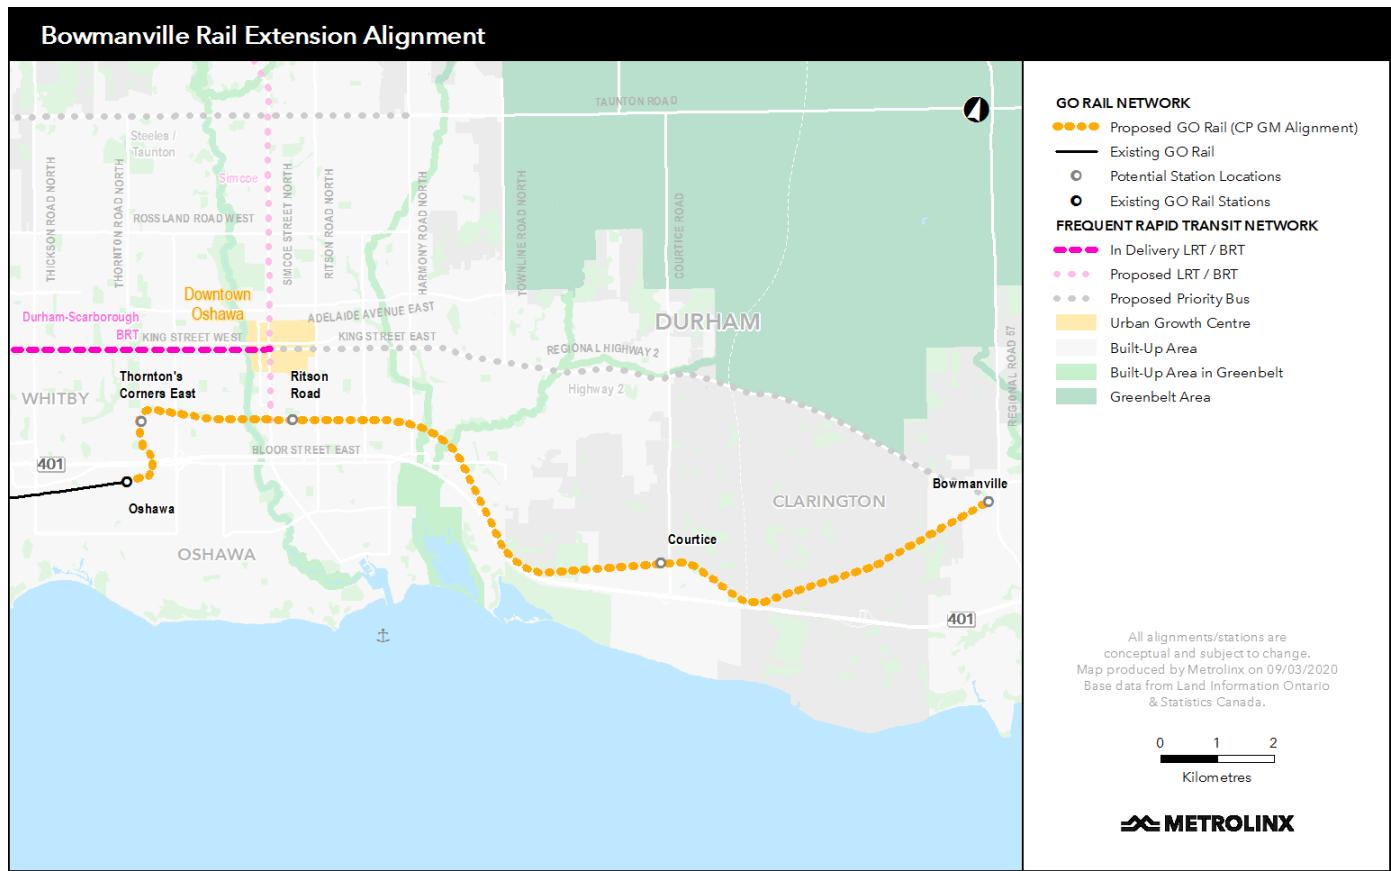 Bowmanville Rail Extension Alignment
TAUNTON ROAD
Steeles /
Taunton
Simcoe
THICKSON ROAD NORTH
THORNTON ROAD NORTH
ROSSLAND ROAD WEST
SIMCOE STREET NORTH
RITSON ROAD NORTH
HARMONY ROAD NORTH
TOWNLINE ROAD NORTH
COURTICE ROAD
Downtown
Oshawa
Durham-Scarborough
BRT
KING STREET WEST
ADELAIDE AVENUE EAST
KING STREET EAST
DURHAM
REGIONAL HIGHWAY 2
Highway 2
REGIONAL ROAD 57
WHITBY
Thornton's
Corners East
Ritson
Road
BLOOR STREET EAST
401
Oshawa
OSHAWA
Courtice
CLARINGTON
Bowmanville
401
GO RAIL NETWORK
Proposed GO Rail (CP GM Alignment)
Existing GO Rail
Potential Station Locations
Existing GO Rail Stations
FREQUENT RAPID TRANSIT NETWORK
In Delivery LRT / BRT
Proposed LRT / BRT
Proposed Priority Bus
Urban Growth Centre
Built-Up Area
Built-Up Area in Greenbelt
Greenbelt Area
All alignments/stations are
conceptual and subject to change.
Map produced by Metrolinx on 09/03/2020
Base data from Land Information Ontario
& Statistics Canada.
0 1 2
Kilometres
METROLINX